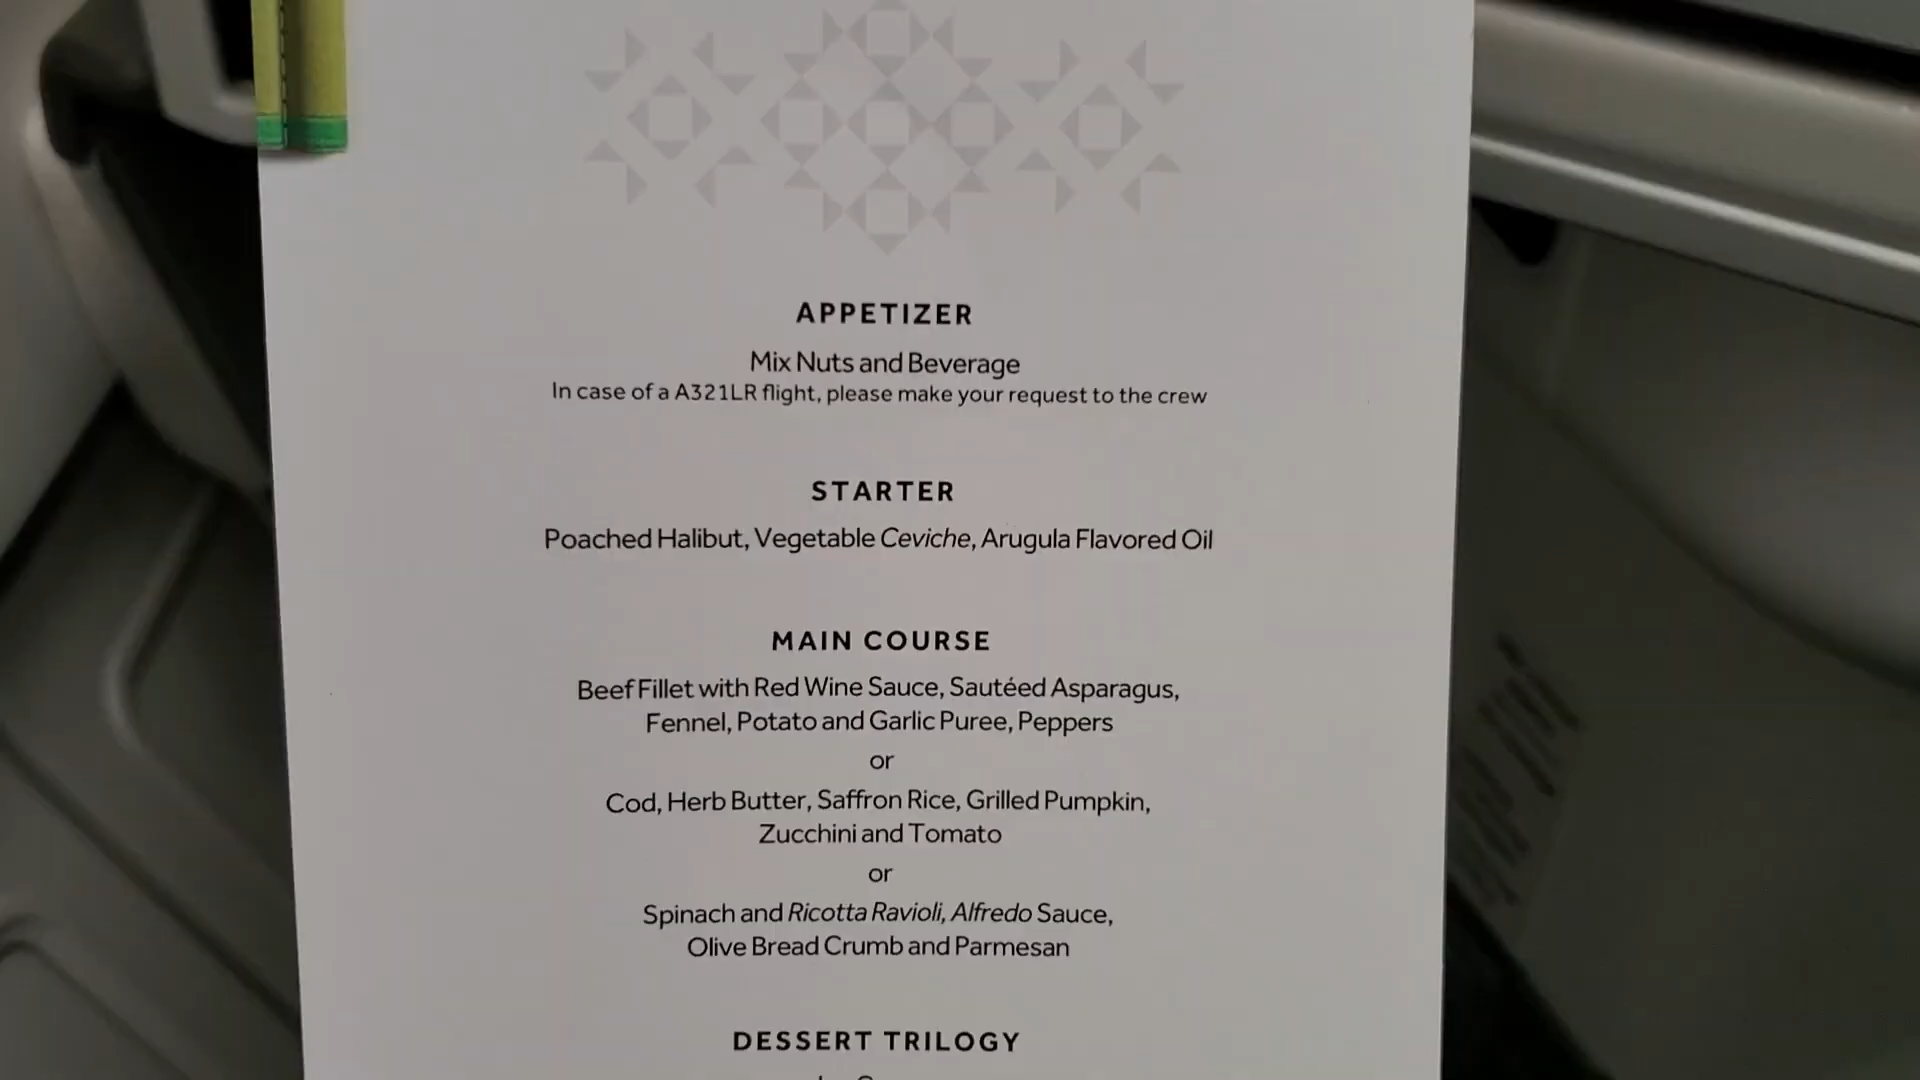 APPETIZER
Mix Nuts and Beverage
In case of a A321LR flight, please make your request to the crew
STARTER
Poached Halibut, Vegetable Ceviche, Arugula Flavored Oil
MAIN COURSE
Beef Fillet with Red Wine Sauce, Sautéed Asparagus,
Fennel, Potato and Garlic Puree, Peppers
or
Cod, Herb Butter, Saffron Rice, Grilled Pumpkin,
Zucchini and Tomato
or
Spinach and Ricotta Ravioli, Alfredo Sauce,
Olive Bread Crumb and Parmesan
DESSERT TRILOGY